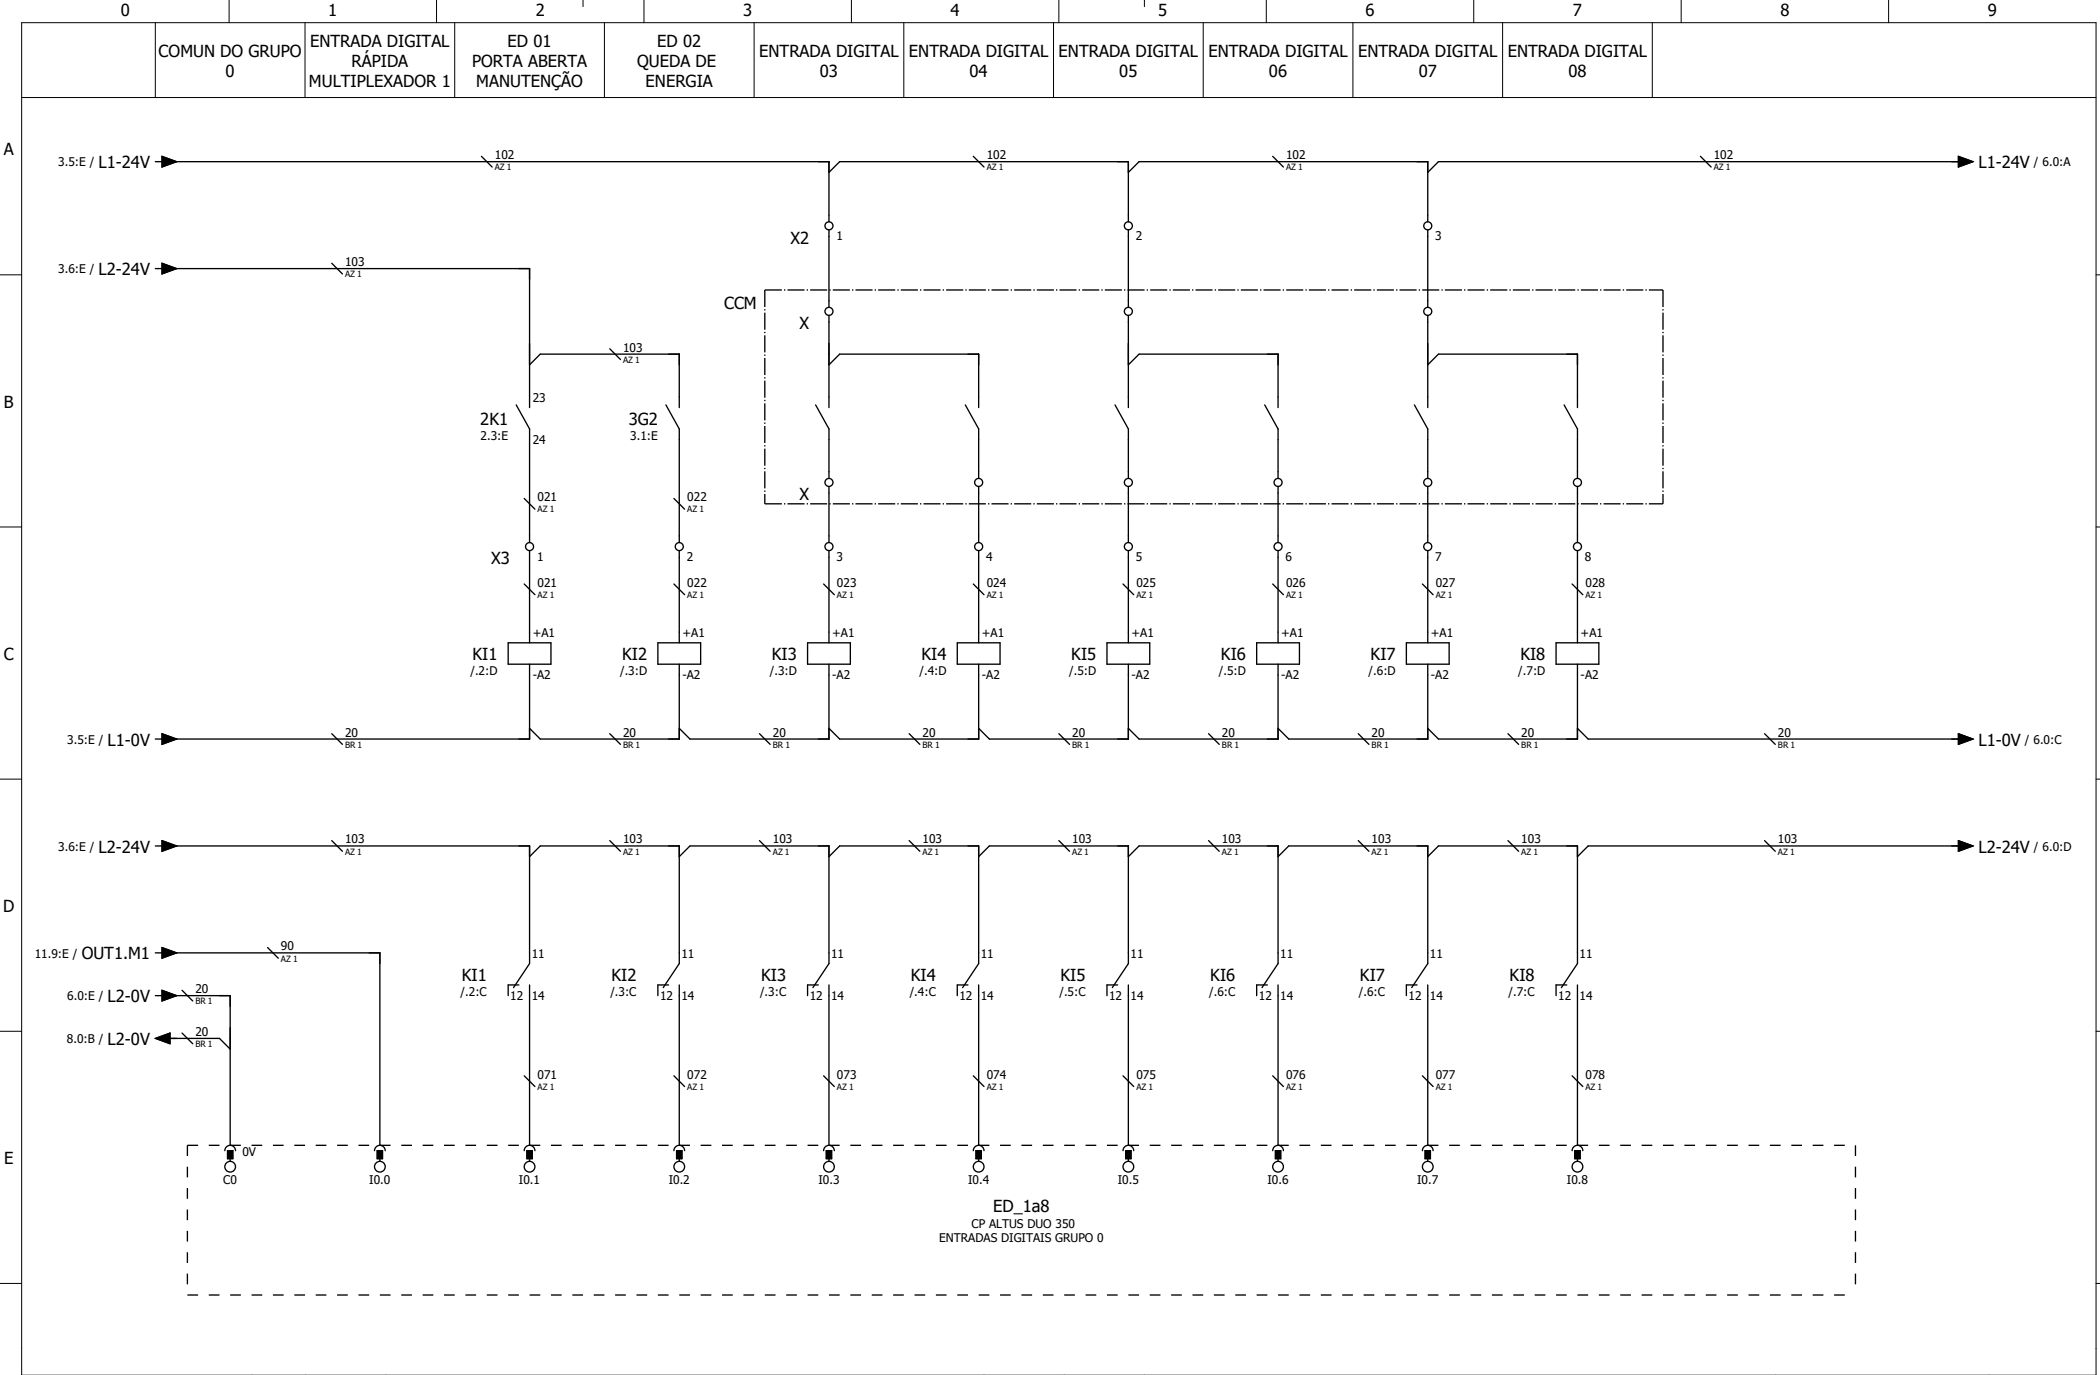 0 1 2 3 4 5 6 7 8 9
COMUN DO GRUPO
0
ENTRADA DIGITAL
RÁPIDA
MULTIPLEXADOR 1
ED 01
PORTA ABERTA
MANUTENÇÃO
ED 02
QUEDA DE
ENERGIA
ENTRADA DIGITAL
03
ENTRADA DIGITAL
04
ENTRADA DIGITAL
05
ENTRADA DIGITAL
06
ENTRADA DIGITAL
07
ENTRADA DIGITAL
08
A
3.5:E / L1-24V 102 102 102 102 L1-24V / 6.0:A
AZ 1 AZ 1 AZ 1 AZ 1
X2 1 2 3
3.6:E / L2-24V 103
AZ 1
CCM
X
103
AZ 1
B
23
2K1 3G2
2.3:E 24 3.1:E
X
021 022
AZ 1 AZ 1
X3 1 2 3 4 5 6 7 8
021 022 023 024 025 026 027 028
AZ 1 AZ 1 AZ 1 AZ 1 AZ 1 AZ 1 AZ 1 AZ 1
+A1 +A1 +A1 +A1 +A1 +A1 +A1 +A1
C
KI1 KI2 KI3 KI4 KI5 KI6 KI7 KI8
/.2:D /.3:D /.3:D /.4:D /.5:D /.5:D /.6:D /.7:D
-A2 -A2 -A2 -A2 -A2 -A2 -A2 -A2
3.5:E / L1-0V 20 20 20 20 20 20 20 20 20 L1-0V / 6.0:C
BR 1 BR 1 BR 1 BR 1 BR 1 BR 1 BR 1 BR 1 BR 1
3.6:E / L2-24V 103 103 103 103 103 103 103 103 103 L2-24V / 6.0:D
AZ 1 AZ 1 AZ 1 AZ 1 AZ 1 AZ 1 AZ 1 AZ 1 AZ 1
D
11.9:E / OUT1.M1 90
AZ 1
11 11 11 11 11 11 11 11
KI1 KI2 KI3 KI4 KI5 KI6 KI7 KI8
/.2:C /.3:C /.3:C /.4:C /.5:C /.6:C /.6:C /.7:C
12 14 12 14 12 14 12 14 12 14 12 14 12 14 12 14
6.0:E / L2-0V 20
BR 1
8.0:B / L2-0V 20
BR 1
071 072 073 074 075 076 077 078
AZ 1 AZ 1 AZ 1 AZ 1 AZ 1 AZ 1 AZ 1 AZ 1
E
0V
C0 I0.0 I0.1 I0.2 I0.3 I0.4 I0.5 I0.6 I0.7 I0.8
ED_1a8
CP ALTUS DUO 350
ENTRADAS DIGITAIS GRUPO 0